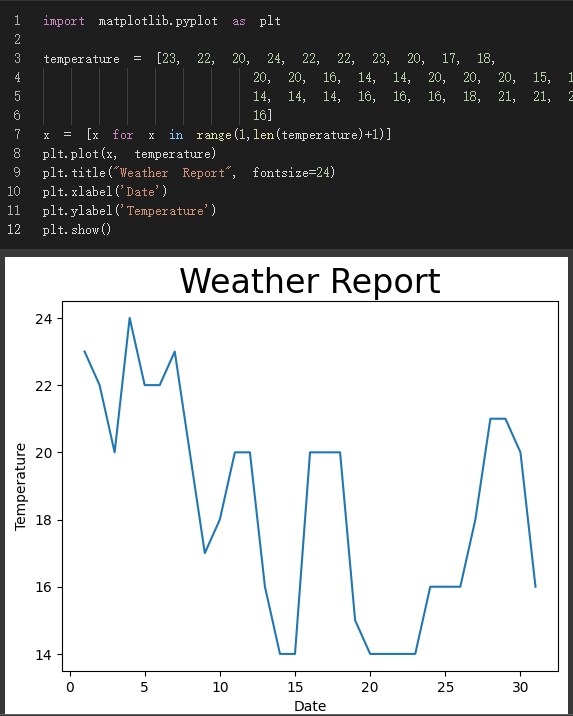 1 import matplotlib.pyplot as plt
2
3 temperature = [23, 22, 20, 24, 22, 22, 23, 20, 17, 18,
4 20, 20, 16, 14, 14, 20, 20, 20, 15, 1
5 14, 14, 14, 16, 16, 16, 18, 21, 21, 2
6 16]
7 x = [x for x in range(1,len(temperature)+1)]
8 plt.plot(x, temperature)
9 plt.title("Weather Report", fontsize=24)
10 plt.xlabel('Date')
11 plt.ylabel('Temperature')
12 plt.show()
Weather Report
24
22
20
18
16
14
Temperature
0 5 10 15 20 25 30
Date